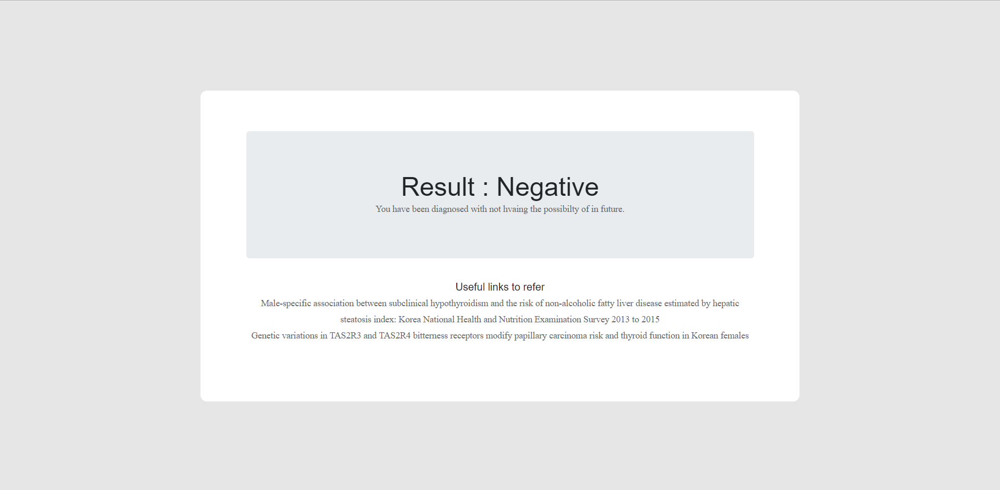 Result : Negative
You have been diagnosed with not hvaing the possibilty of in future.
Useful links to refer
Male-specific association between subclinical hypothyroidism and the risk of non-alcoholic fatty liver disease estimated by hepatic
steatosis index: Korea National Health and Nutrition Examination Survey 2013 to 2015
Genetic variations in TAS2R3 and TAS2R4 bitterness receptors modify papillary carcinoma risk and thyroid function in Korean females